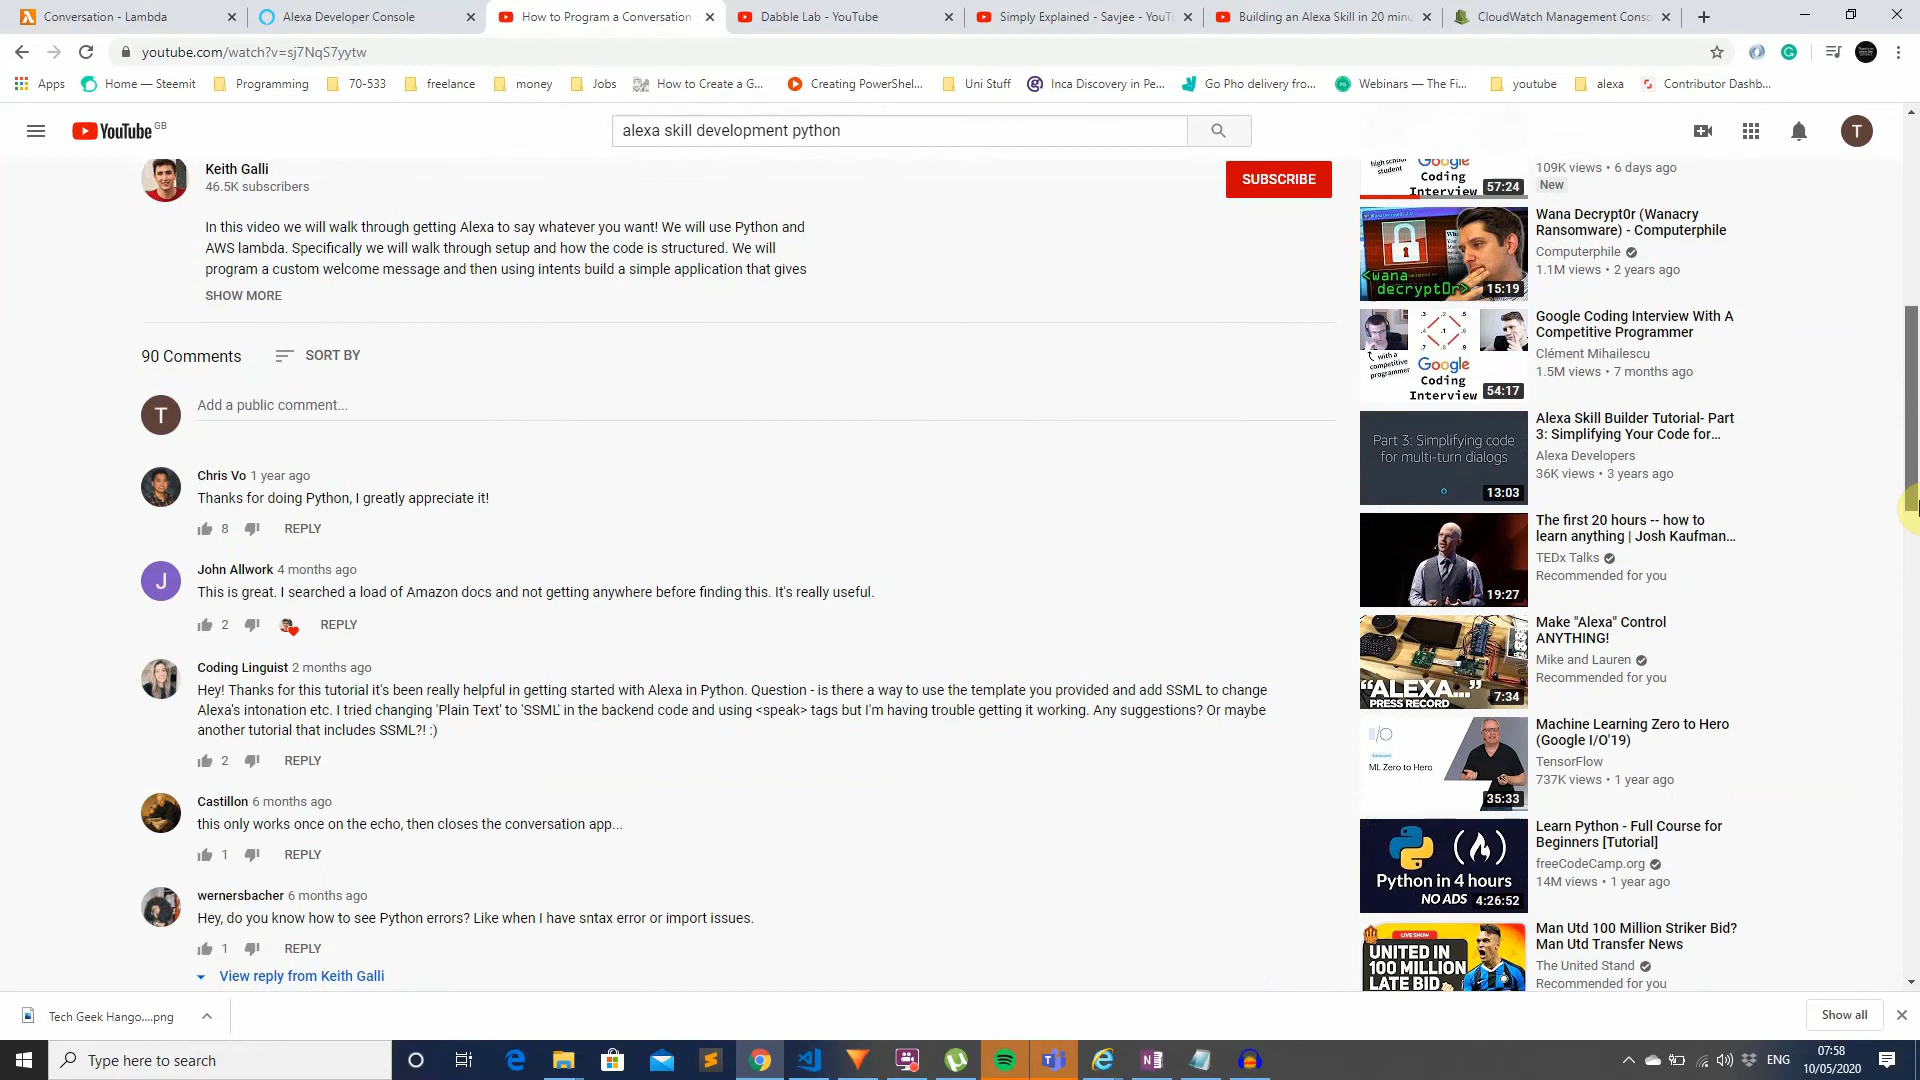 Conversation - Lambda
Alexa Developer Console
How to Program a Conversation
Dabble Lab - YouTube
Simply Explained - Savjee - YouT
Building an Alexa Skill in 20 minu
CloudWatch Management Conso
youtube.com/watch?v=sj7NqS7yytw
Apps
Home — Steemit
Programming
70-533
freelance
money
Jobs
How to Create a G...
Creating PowerShel...
Uni Stuff
Inca Discovery in Pe...
Go Pho delivery fro...
Webinars — The Fi...
youtube
alexa
Contributor Dashb...
YouTube GB
alexa skill development python
T
Keith Galli
46.5K subscribers
SUBSCRIBE
In this video we will walk through getting Alexa to say whatever you want! We will use Python and
AWS lambda. Specifically we will walk through setup and how the code is structured. We will
program a custom welcome message and then using intents build a simple application that gives
SHOW MORE
90 Comments
SORT BY
T
Add a public comment...
Chris Vo 1 year ago
Thanks for doing Python, I greatly appreciate it!
8
REPLY
J
John Allwork 4 months ago
This is great. I searched a load of Amazon docs and not getting anywhere before finding this. It's really useful.
2
REPLY
Coding Linguist 2 months ago
Hey! Thanks for this tutorial it's been really helpful in getting started with Alexa in Python. Question - is there a way to use the template you provided and add SSML to change
Alexa's intonation etc. I tried changing 'Plain Text' to 'SSML' in the backend code and using <speak> tags but I'm having trouble getting it working. Any suggestions? Or maybe
another tutorial that includes SSML?! :)
2
REPLY
Castillon 6 months ago
this only works once on the echo, then closes the conversation app...
1
REPLY
wernersbacher 6 months ago
Hey, do you know how to see Python errors? Like when I have sntax error or import issues.
1
REPLY
View reply from Keith Galli
high school
student
Google
Coding
Interview
57:24
109K views • 6 days ago
New
<wana
decrypt0r>
15:19
Wana Decrypt0r (Wanacry
Ransomware) - Computerphile
Computerphile
1.1M views • 2 years ago
with a
competitive
programmer
Google
Coding
Interview
54:17
Google Coding Interview With A
Competitive Programmer
Clément Mihailescu
1.5M views • 7 months ago
Part 3: Simplifying code
for multi-turn dialogs
13:03
Alexa Skill Builder Tutorial- Part
3: Simplifying Your Code for...
Alexa Developers
36K views • 3 years ago
19:27
The first 20 hours -- how to
learn anything | Josh Kaufman...
TEDx Talks
Recommended for you
"ALEXA..."
PRESS RECORD
7:34
Make "Alexa" Control
ANYTHING!
Mike and Lauren
Recommended for you
I/O
ML Zero to Hero
35:33
Machine Learning Zero to Hero
(Google I/O'19)
TensorFlow
737K views • 1 year ago
Python in 4 hours
NO ADS
4:26:52
Learn Python - Full Course for
Beginners [Tutorial]
freeCodeCamp.org
14M views • 1 year ago
LIVE SHOW
UNITED IN
100 MILLION
LATE BID
Man Utd 100 Million Striker Bid?
Man Utd Transfer News
The United Stand
Recommended for you
Tech Geek Hango....png
Show all
Type here to search
ENG
07:58
10/05/2020